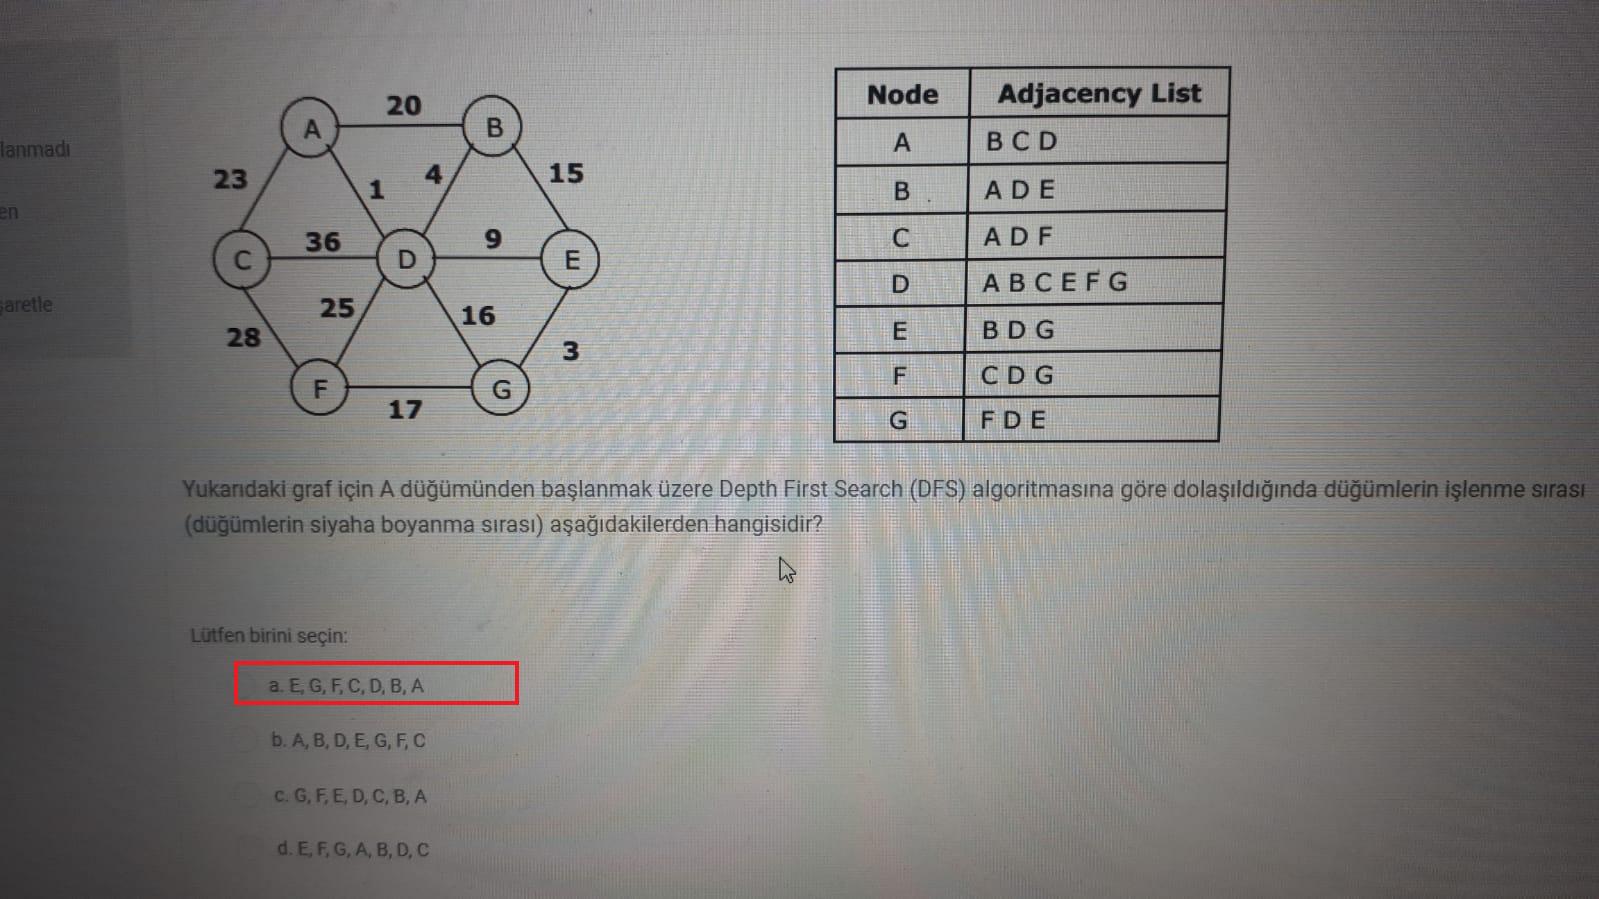 lanmadı
en
şaretle
A
20
B
23
1
4
15
C
36
D
9
E
25
16
28
3
F
17
G
Node Adjacency List
A B C D
B A D E
C A D F
D A B C E F G
E B D G
F C D G
G F D E
Yukarıdaki graf için A düğümünden başlanmak üzere Depth First Search (DFS) algoritmasına göre dolaşıldığında düğümlerin işlenme sırası
(düğümlerin siyaha boyanma sırası) aşağıdakilerden hangisidir?
Lütfen birini seçin:
a. E, G, F, C, D, B, A
b. A, B, D, E, G, F, C
c. G, F, E, D, C, B, A
d. E, F, G, A, B, D, C